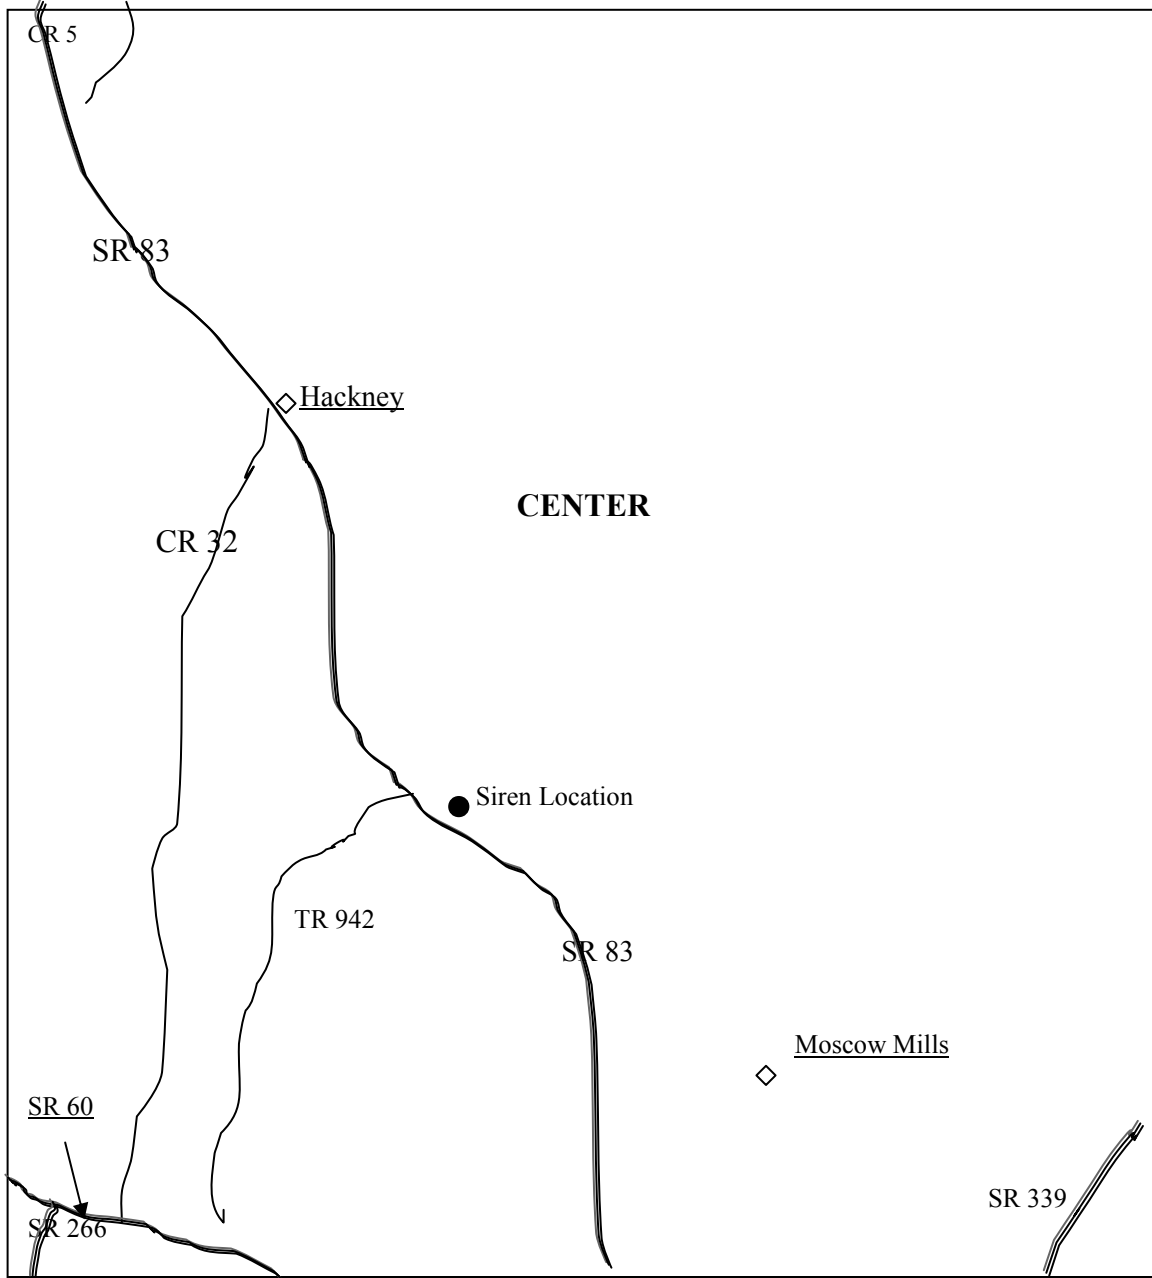 CR 5
SR 83
Hackney
CENTER
CR 32
Siren Location
TR 942
SR 83
Moscow Mills
SR 60
SR 339
SR 266